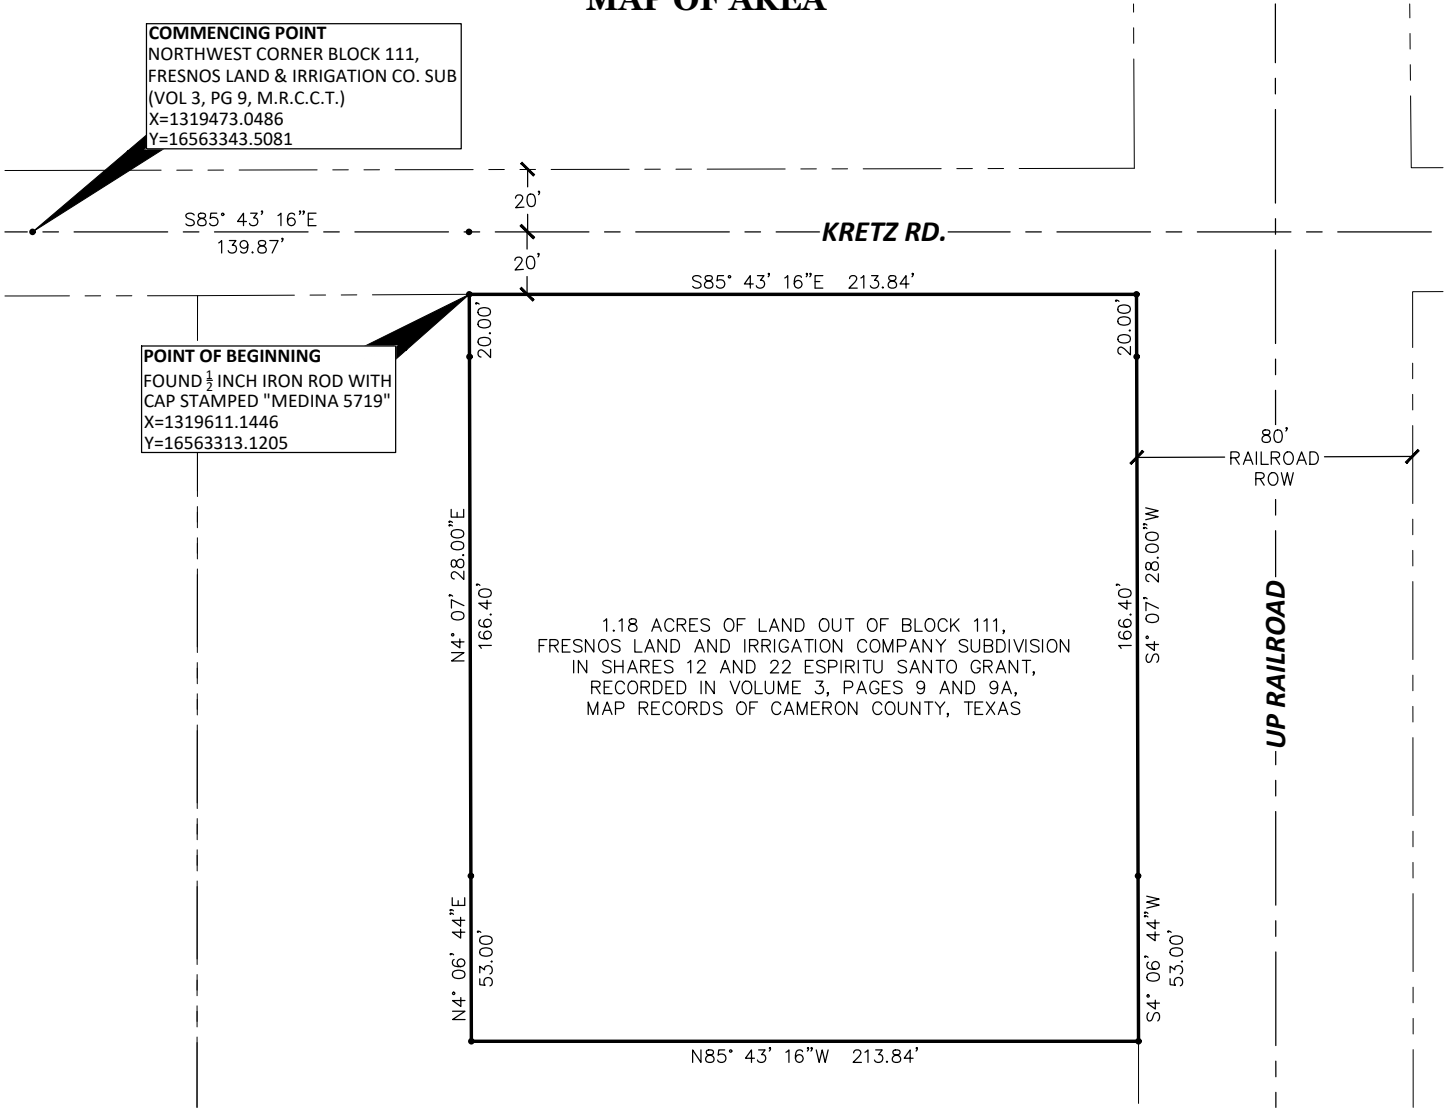 MAP OF AREA
COMMENCING POINT
NORTHWEST CORNER BLOCK 111,
FRESNOS LAND & IRRIGATION CO. SUB
(VOL 3, PG 9, M.R.C.C.T.)
X=1319473.0486
Y=16563343.5081
S85° 43' 16"E
139.87'
20'
20'
KRETZ RD.
S85° 43' 16"E 213.84'
20.00'
20.00'
POINT OF BEGINNING
FOUND ½ INCH IRON ROD WITH
CAP STAMPED "MEDINA 5719"
X=1319611.1446
Y=16563313.1205
80'
RAILROAD
ROW
N4° 07' 28.00"E
166.40'
166.40'
S4° 07' 28.00"W
UP RAILROAD
1.18 ACRES OF LAND OUT OF BLOCK 111,
FRESNOS LAND AND IRRIGATION COMPANY SUBDIVISION
IN SHARES 12 AND 22 ESPIRITU SANTO GRANT,
RECORDED IN VOLUME 3, PAGES 9 AND 9A,
MAP RECORDS OF CAMERON COUNTY, TEXAS
N4° 06' 44"E
53.00'
S4° 06' 44"W
53.00'
N85° 43' 16"W 213.84'